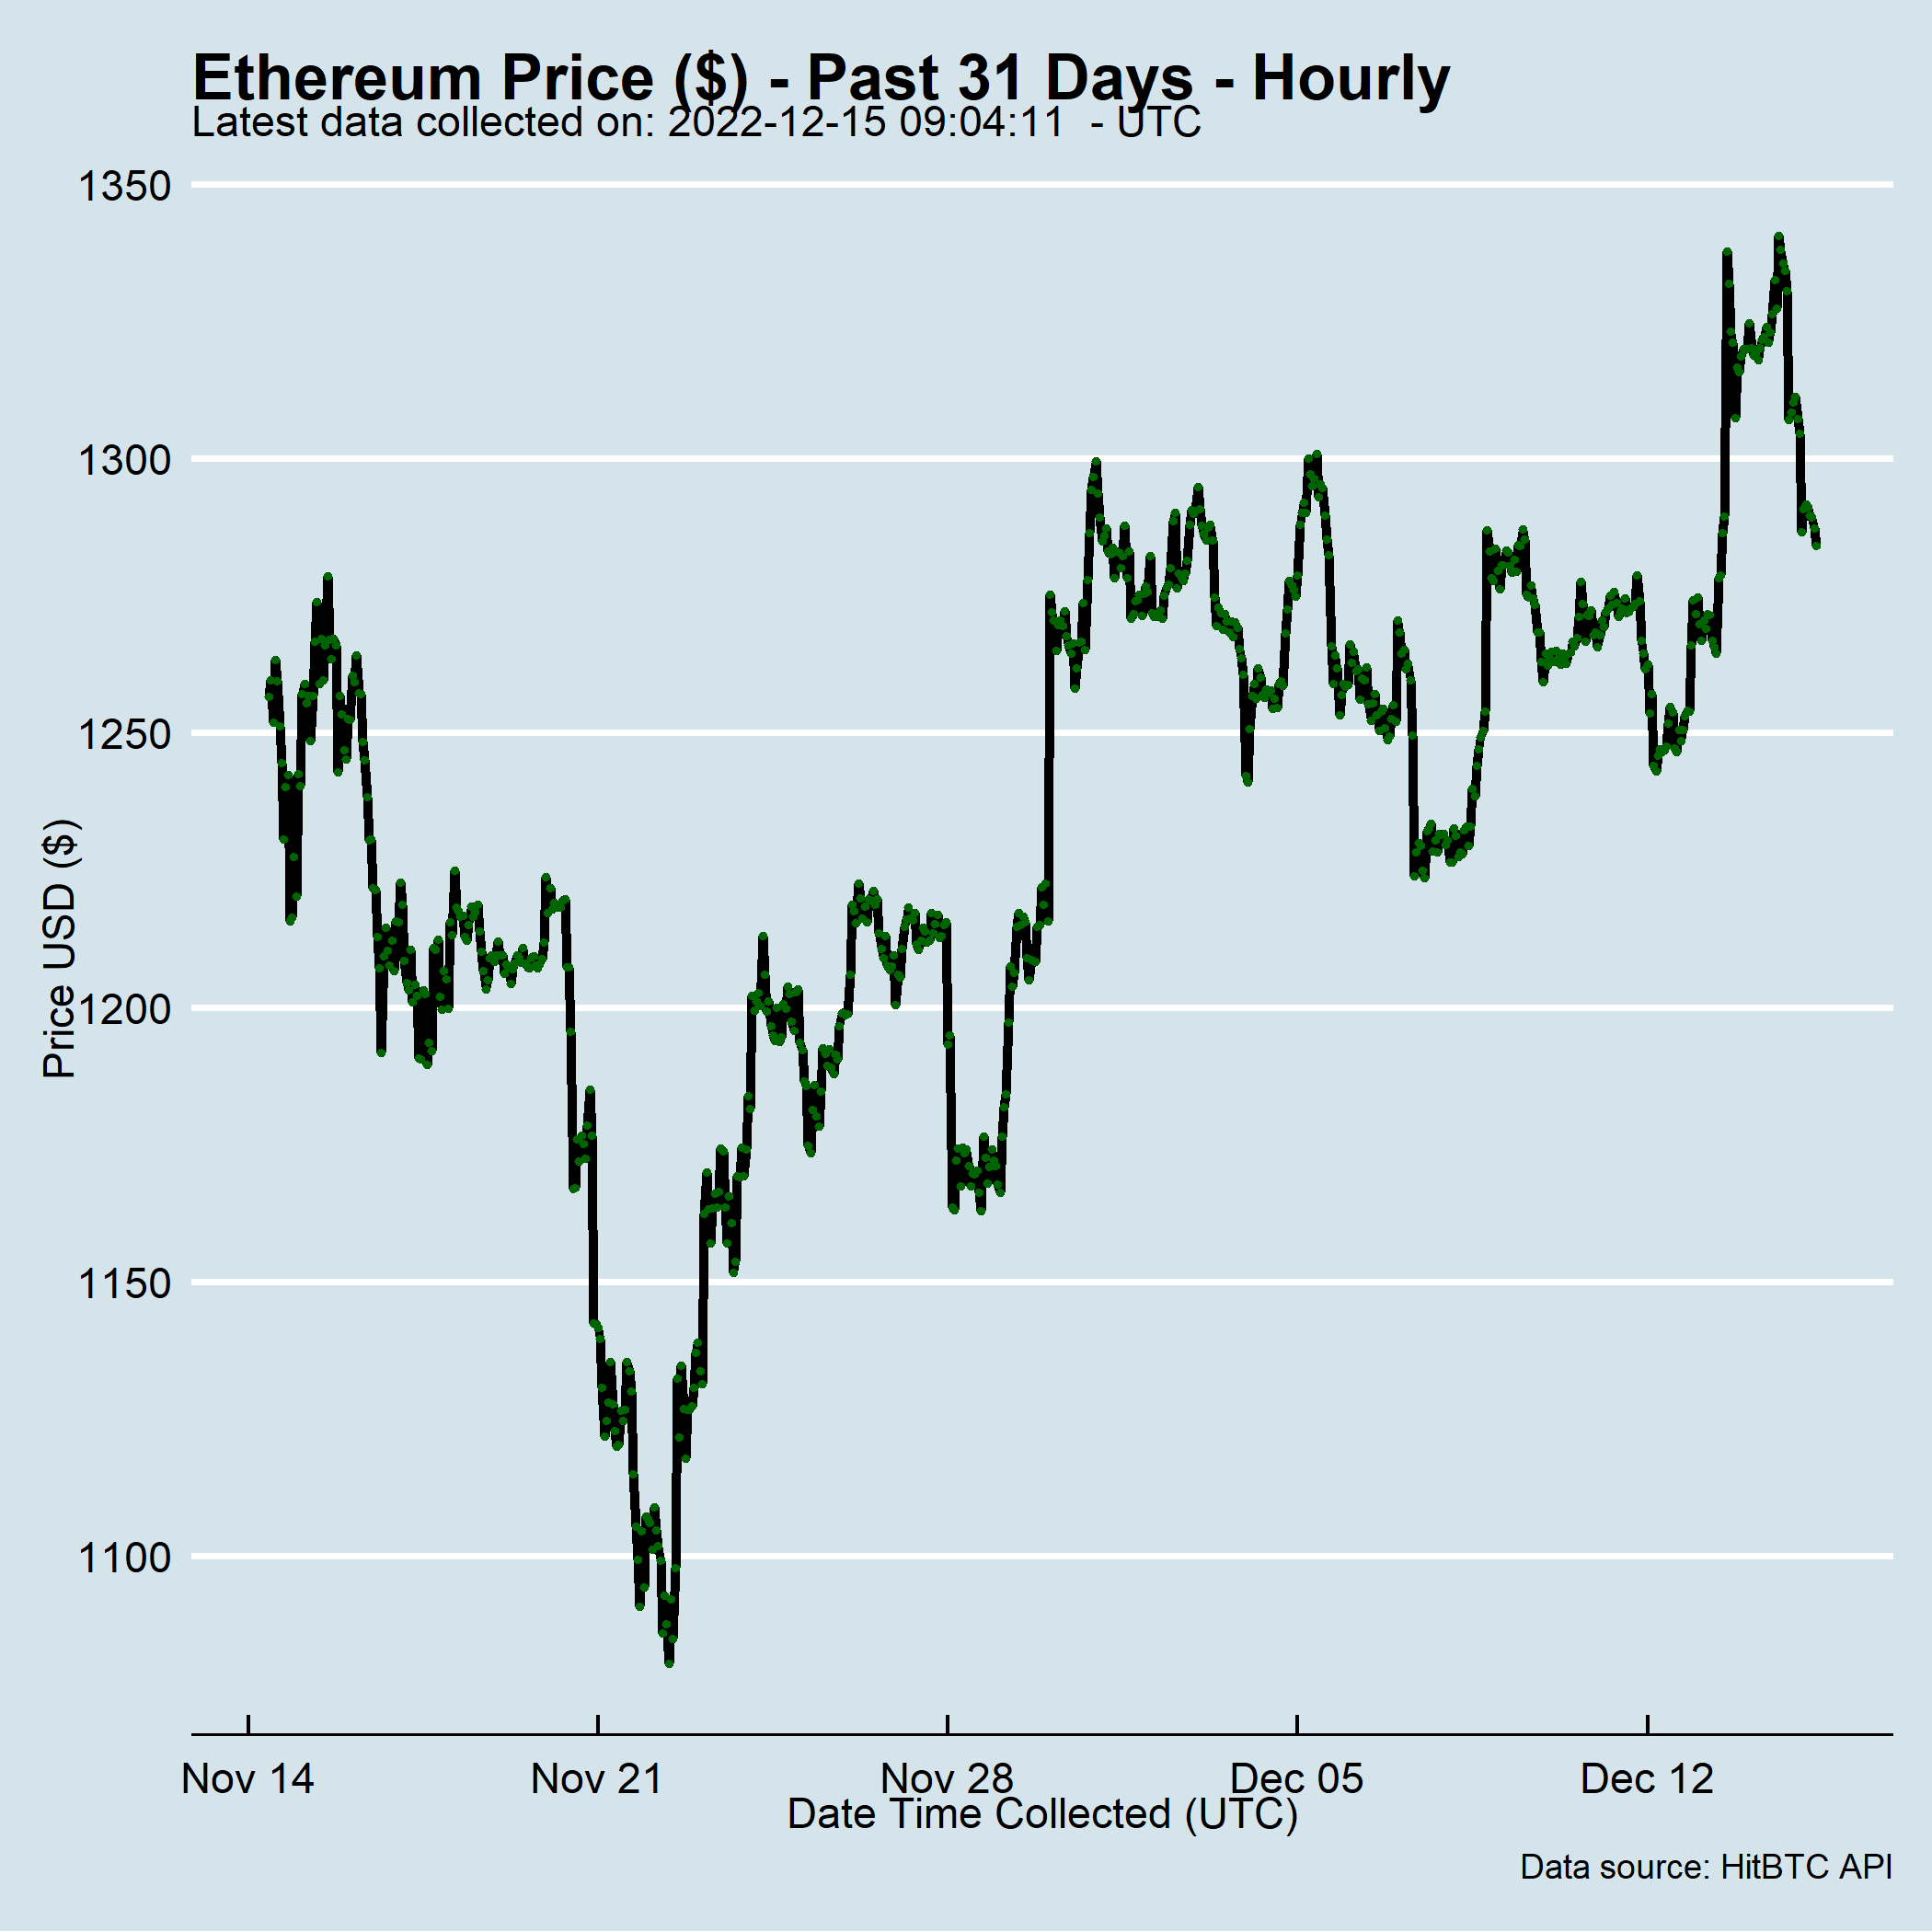 Ethereum Price ($) - Past 31 Days - Hourly
Latest data collected on: 2022-12-15 09:04:11  - UTC
Price USD ($)
1350
1300
1250
1200
1150
1100
Nov 14 Nov 21 Nov 28 Dec 05 Dec 12
Date Time Collected (UTC)
Data source: HitBTC API